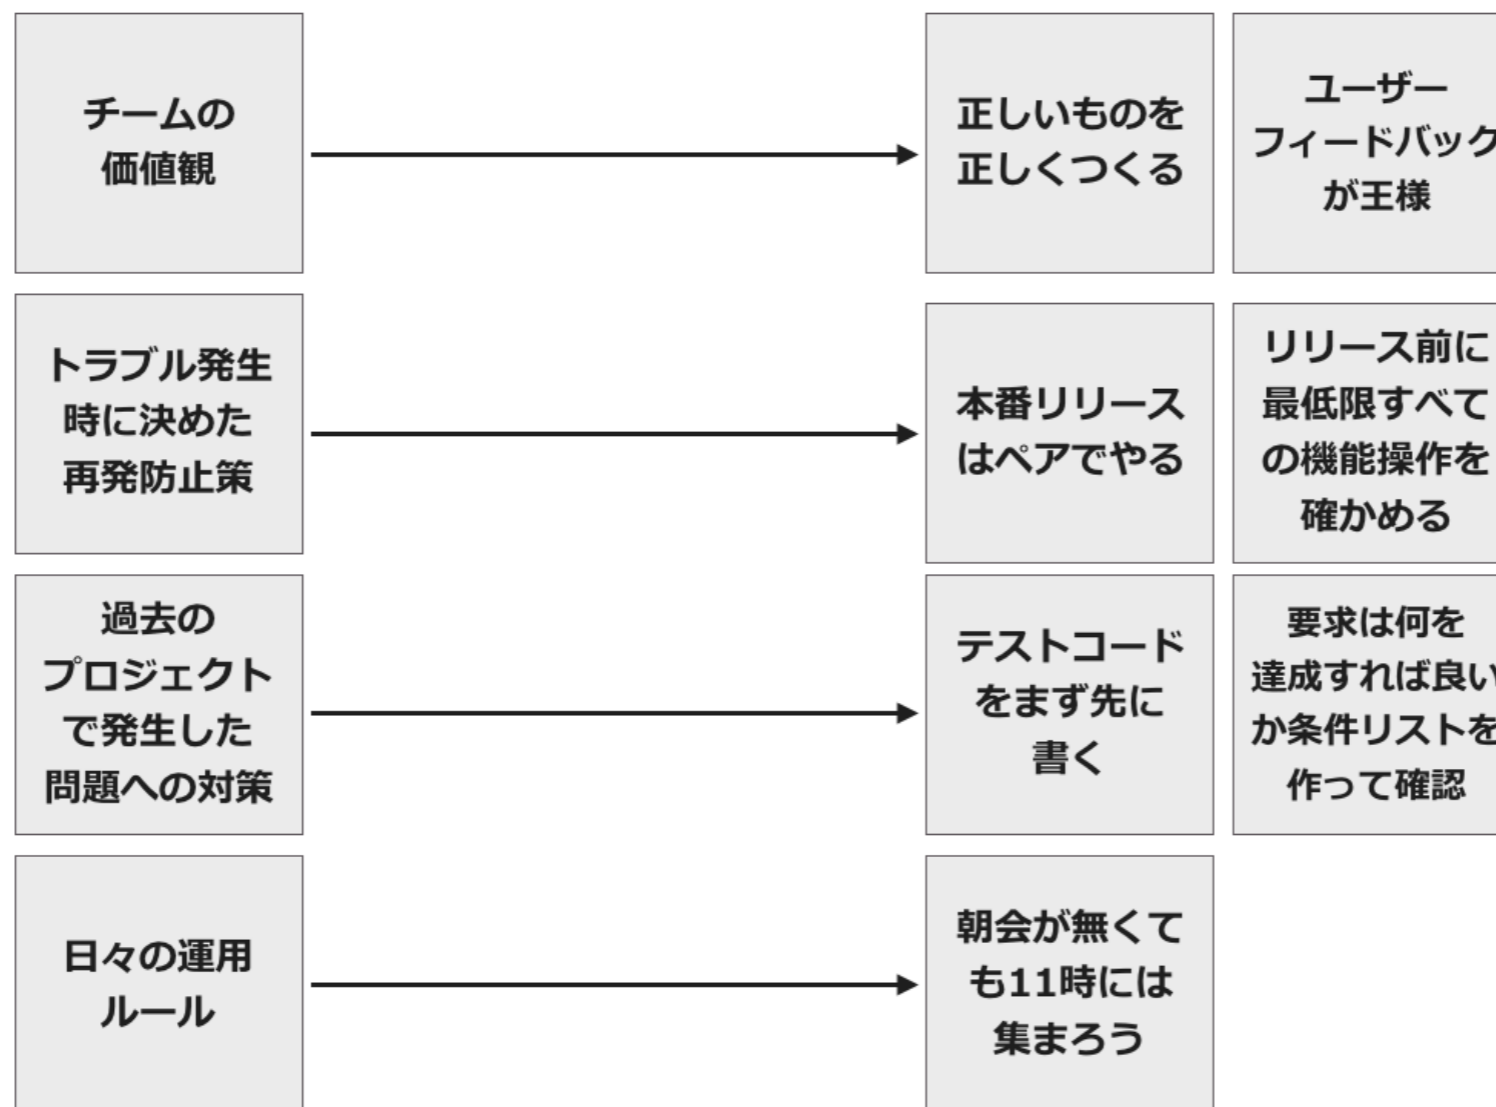 チームの
価値観
正しいものを
正しくつくる
ユーザー
フィードバック
が王様
トラブル発生
時に決めた
再発防止策
本番リリース
はペアでやる
リリース前に
最低限すべて
の機能操作を
確かめる
過去の
プロジェクト
で発生した
問題への対策
テストコード
をまず先に
書く
要求は何を
達成すれば良い
か条件リストを
作って確認
日々の運用
ルール
朝会が無くて
も11時には
集まろう